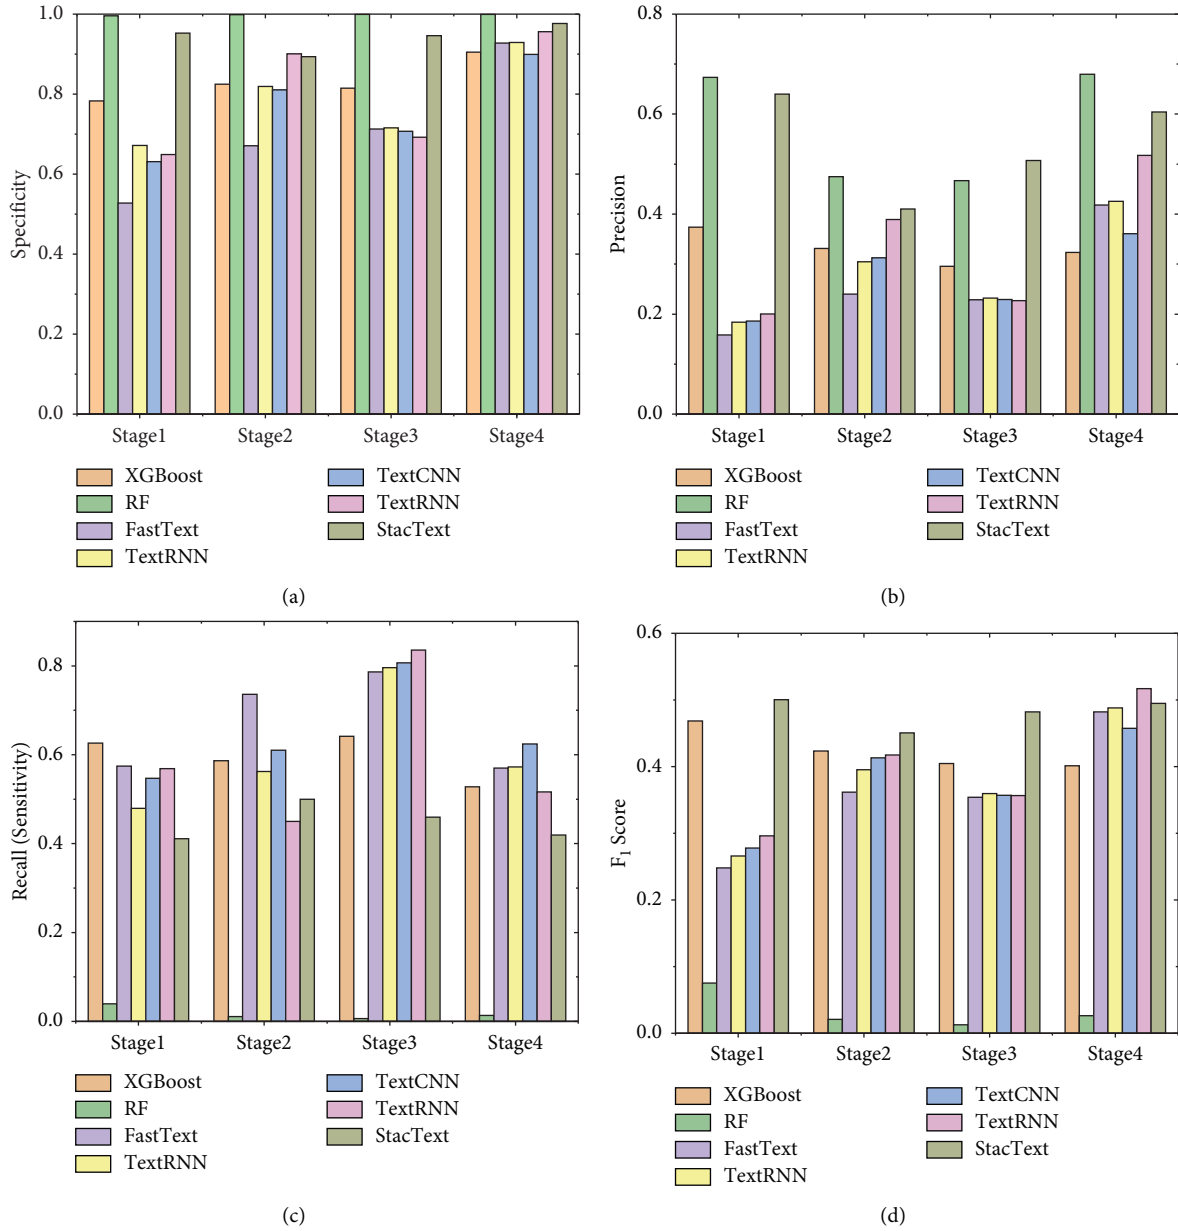 1.0
0.8
0.6
0.4
0.2
0.0
Specificity
Stage1 Stage2 Stage3 Stage4
XGBoost
RF
FastText
TextRNN
TextCNN
TextRNN
StacText
(a)
0.8
0.6
0.4
0.2
0.0
Precision
Stage1 Stage2 Stage3 Stage4
XGBoost
RF
FastText
TextRNN
TextCNN
TextRNN
StacText
(b)
0.8
0.6
0.4
0.2
0.0
Recall (Sensitivity)
Stage1 Stage2 Stage3 Stage4
XGBoost
RF
FastText
TextRNN
TextCNN
TextRNN
StacText
(c)
0.6
0.4
0.2
0.0
F1 Score
Stage1 Stage2 Stage3 Stage4
XGBoost
RF
FastText
TextRNN
TextCNN
TextRNN
StacText
(d)